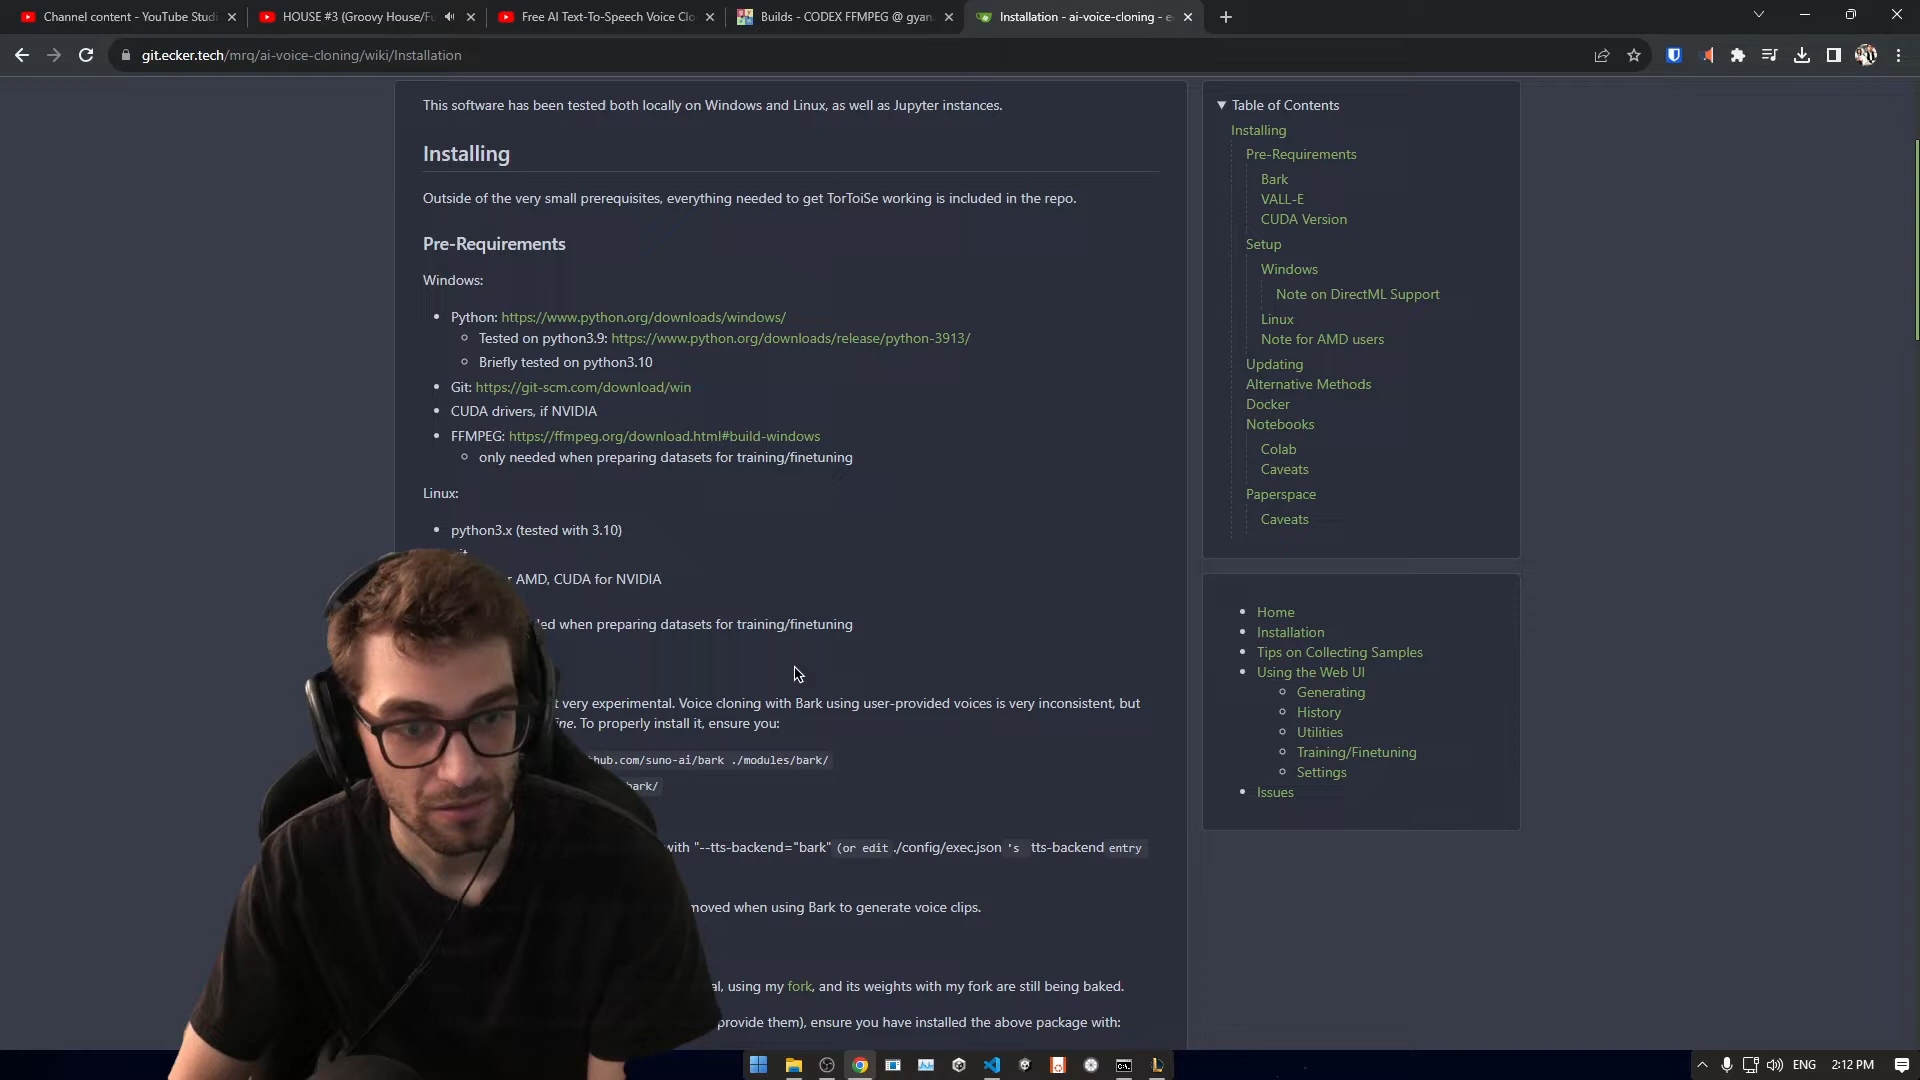 Channel content - YouTube Studi
HOUSE #3 (Groovy House/Fu
Free AI Text-To-Speech Voice Clo
Builds - CODEX FFMPEG @ gyan.
Installation - ai-voice-cloning - e
git.ecker.tech/mrq/ai-voice-cloning/wiki/Installation
This software has been tested both locally on Windows and Linux, as well as Jupyter instances.
Installing
Outside of the very small prerequisites, everything needed to get TorToiSe working is included in the repo.
Pre-Requirements
Windows:
Python: https://www.python.org/downloads/windows/
Tested on python3.9: https://www.python.org/downloads/release/python-3913/
Briefly tested on python3.10
Git: https://git-scm.com/download/win
CUDA drivers, if NVIDIA
FFMPEG: https://ffmpeg.org/download.html#build-windows
only needed when preparing datasets for training/finetuning
Linux:
python3.x (tested with 3.10)
AMD, CUDA for NVIDIA
when preparing datasets for training/finetuning
very experimental. Voice cloning with Bark using user-provided voices is very inconsistent, but
To properly install it, ensure you:
hub.com/suno-ai/bark ./modules/bark/
bark/
with "--tts-backend="bark" (or edit ./config/exec.json 's tts-backend entry
moved when using Bark to generate voice clips.
al, using my fork, and its weights with my fork are still being baked.
provide them), ensure you have installed the above package with:
▼ Table of Contents
Installing
Pre-Requirements
Bark
VALL-E
CUDA Version
Setup
Windows
Note on DirectML Support
Linux
Note for AMD users
Updating
Alternative Methods
Docker
Notebooks
Colab
Caveats
Paperspace
Caveats
Home
Installation
Tips on Collecting Samples
Using the Web UI
Generating
History
Utilities
Training/Finetuning
Settings
Issues
ENG
2:12 PM